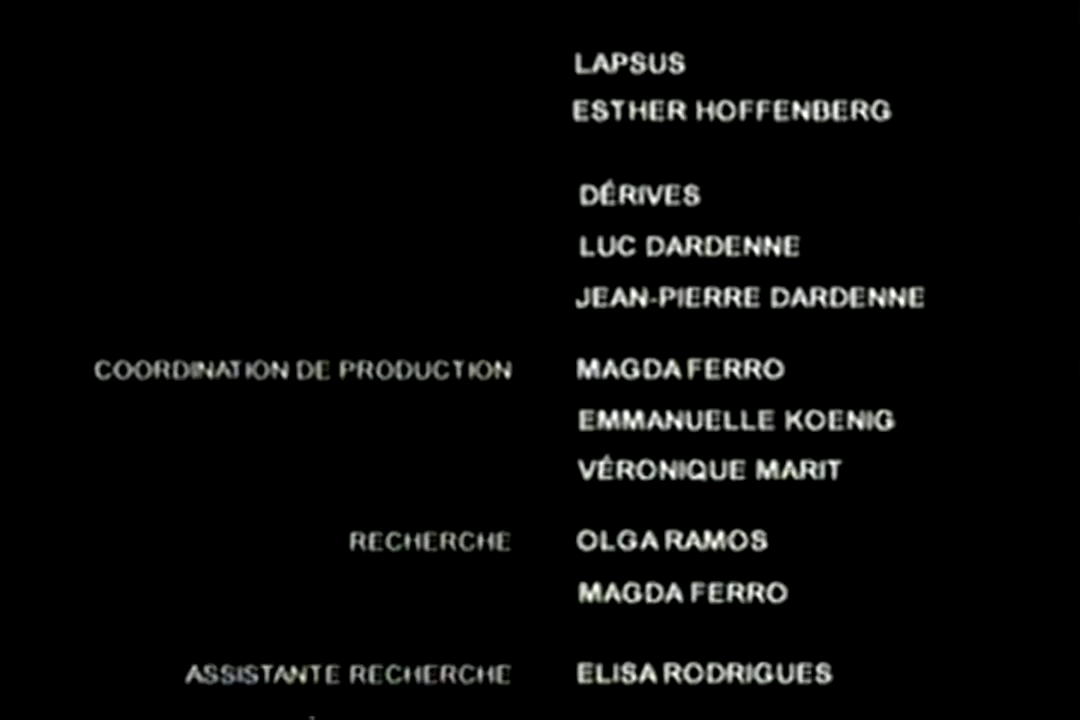 LAPSUS
ESTHER HOFFENBERG
DÉRIVES
LUC DARDENNE
JEAN-PIERRE DARDENNE
COORDINATION DE PRODUCTION MAGDA FERRO
EMMANUELLE KOENIG
VÉRONIQUE MARIT
RECHERCHE OLGA RAMOS
MAGDA FERRO
ASSISTANTE RECHERCHE ELISA RODRIGUES